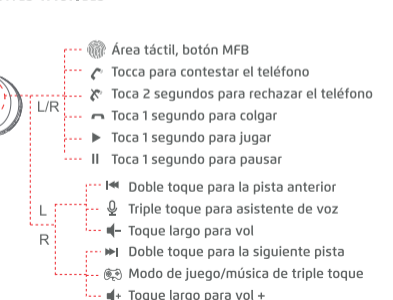 Área táctil, botón MFB
Tocca para contestar el teléfono
Toca 2 segundos para rechazar el teléfono
L/R
Toca 1 segundo para colgar
Toca 1 segundo para jugar
Toca 1 segundo para pausar
Doble toque para la pista anterior
L
Triple toque para asistente de voz
Toque largo para vol
R
Doble toque para la siguiente pista
Modo de juego/música de triple toque
Toque largo para vol +